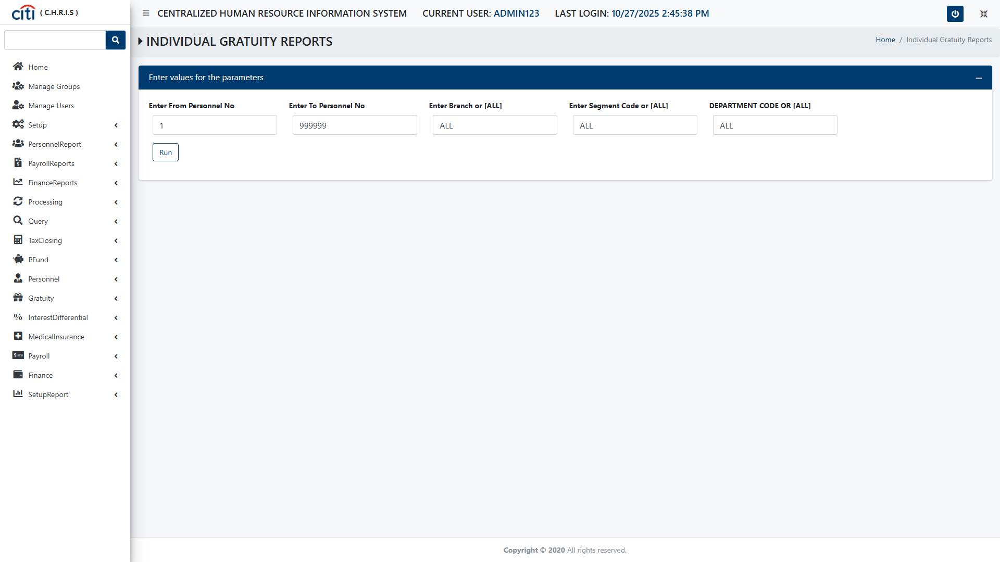 citi ( C.H.R.I.S )
CENTRALIZED HUMAN RESOURCE INFORMATION SYSTEM CURRENT USER: ADMIN123 LAST LOGIN: 10/27/2025 2:45:38 PM
INDIVIDUAL GRATUITY REPORTS
Home / Individual Gratuity Reports
Home
Manage Groups
Manage Users
Setup
PersonnelReport
PayrollReports
FinanceReports
Processing
Query
TaxClosing
PFund
Personnel
Gratuity
% InterestDifferential
MedicalInsurance
Payroll
Finance
SetupReport
Enter values for the parameters
Enter From Personnel No
1
Enter To Personnel No
999999
Enter Branch or [ALL]
ALL
Enter Segment Code or [ALL]
ALL
DEPARTMENT CODE OR [ALL]
ALL
Run
Copyright © 2020 All rights reserved.